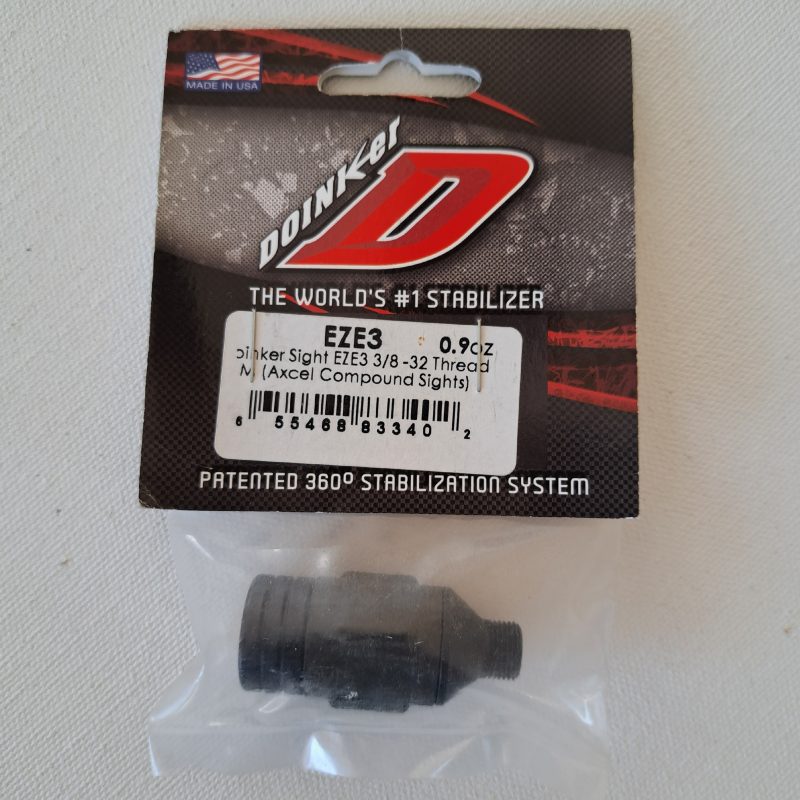 MADE IN USA
DOINKer
D
THE WORLD'S #1 STABILIZER
EZE3 0.9oz
oinker Sight EZE3 3/8 -32 Thread
M (Axcel Compound Sights)
6 55468 83340 2
PATENTED 360° STABILIZATION SYSTEM